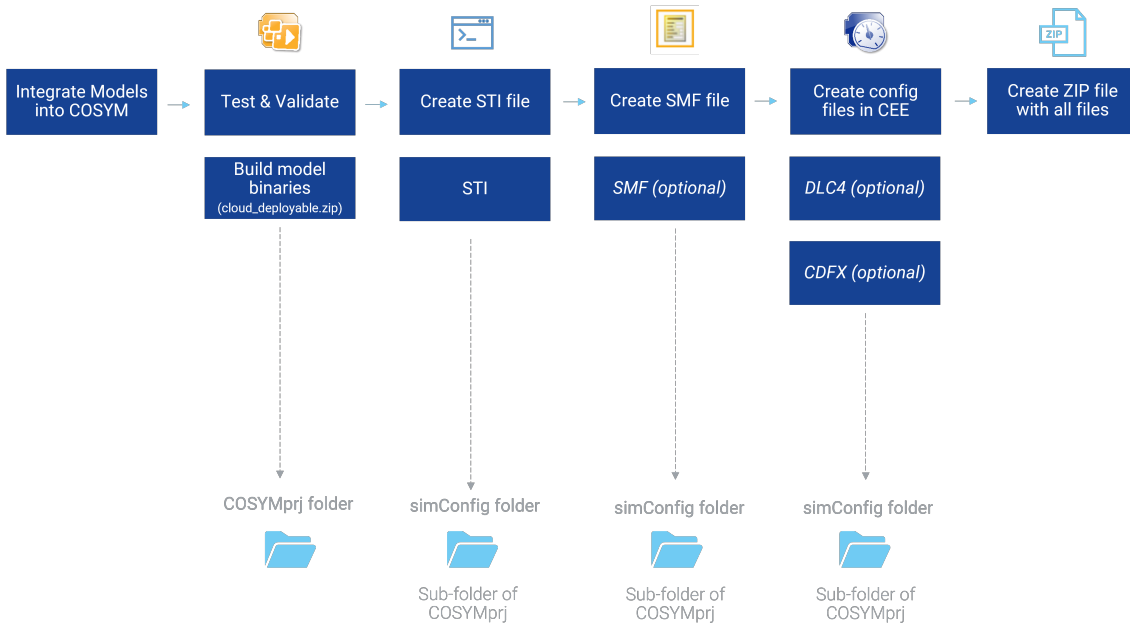 ZIP
Integrate Models
into COSYM
Test & Validate
Create STI file
Create SMF file
Create config
files in CEE
Create ZIP file
with all files
Build model
binaries
(cloud_deployable.zip)
STI
SMF (optional)
DLC4 (optional)
CDFX (optional)
COSYMprj folder
simConfig folder
simConfig folder
simConfig folder
Sub-folder of
COSYMprj
Sub-folder of
COSYMprj
Sub-folder of
COSYMprj